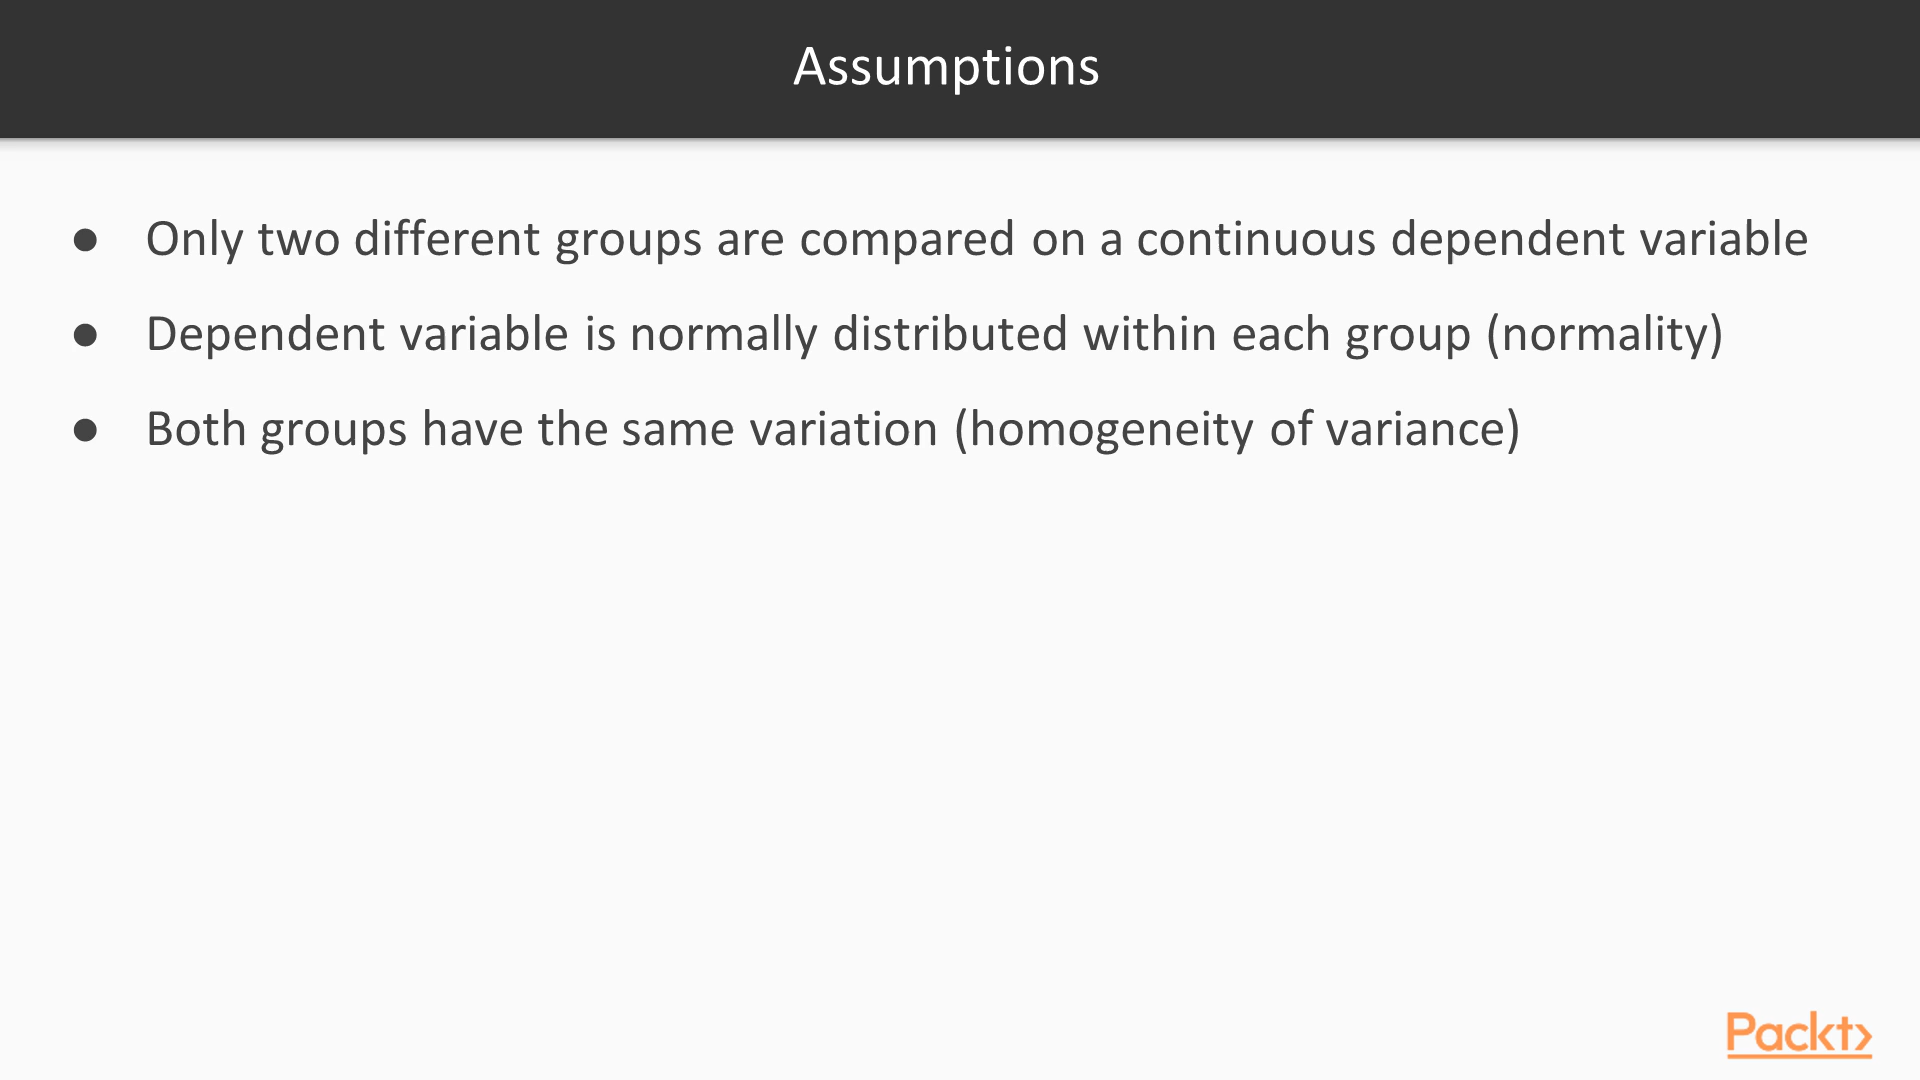 Assumptions
● Only two different groups are compared on a continuous dependent variable
● Dependent variable is normally distributed within each group (normality)
● Both groups have the same variation (homogeneity of variance)
Packt>